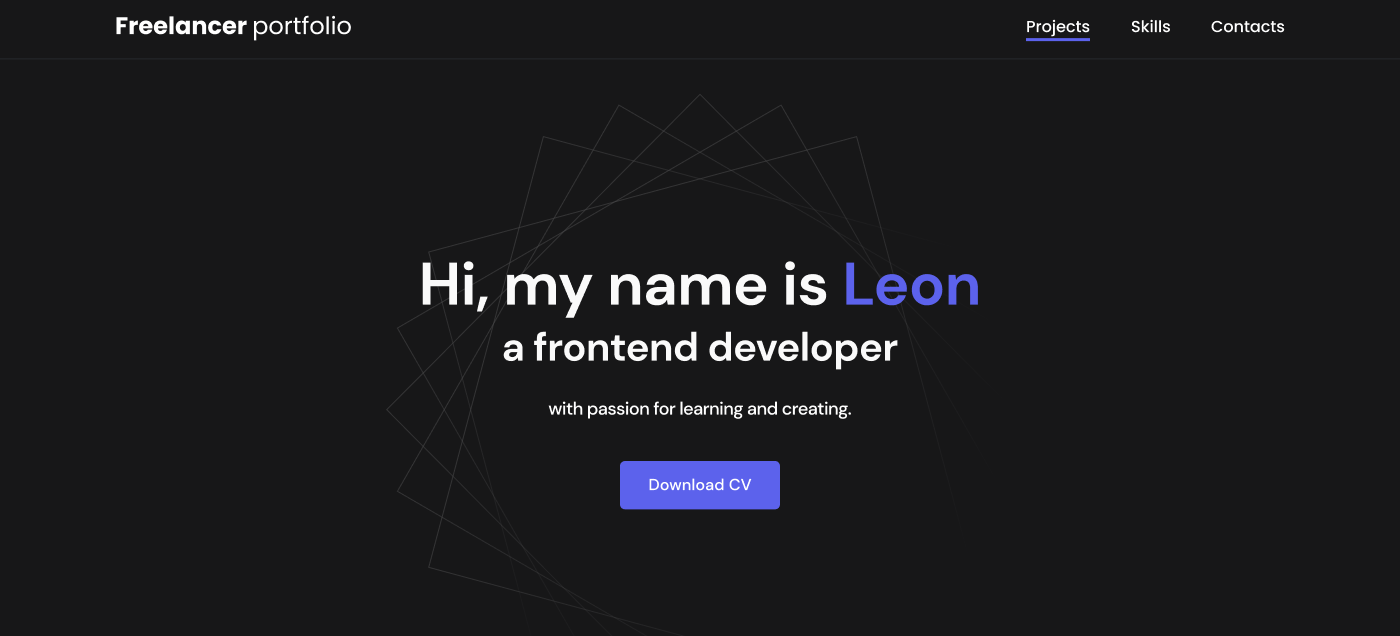 Freelancer portfolio
Projects Skills Contacts
Hi, my name is Leon
a frontend developer
with passion for learning and creating.
Download CV